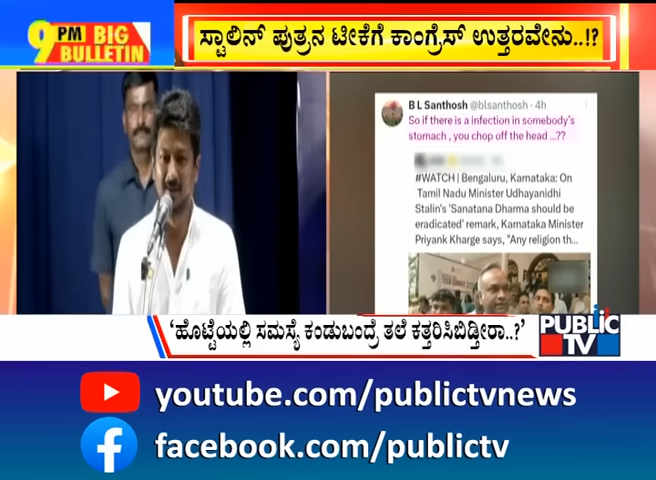 9 PM BIG BULLETIN
ಸ್ಟಾಲಿನ್ ಪುತ್ರನ ಟೀಕೆಗೆ ಕಾಂಗ್ರೆಸ್ ಉತ್ತರವೇನು..!?
B L Santhosh @blsanthosh · 4h
So if there is a infection in somebody's
stomach , you chop off the head ...??
#WATCH | Bengaluru, Karnataka: On
Tamil Nadu Minister Udhayanidhi
Stalin's 'Sanatana Dharma should be
eradicated' remark, Karnataka Minister
Priyank Kharge says, "Any religion th...
'ಹೊಟ್ಟೆಯಲ್ಲಿ ಸಮಸ್ಯೆ ಕಂಡುಬಂದ್ರೆ ತಲೆ ಕತ್ತರಿಸಿಬಿಡ್ತೀರಾ..?'
PUBLiC
TV
youtube.com/publictvnews
facebook.com/publictv